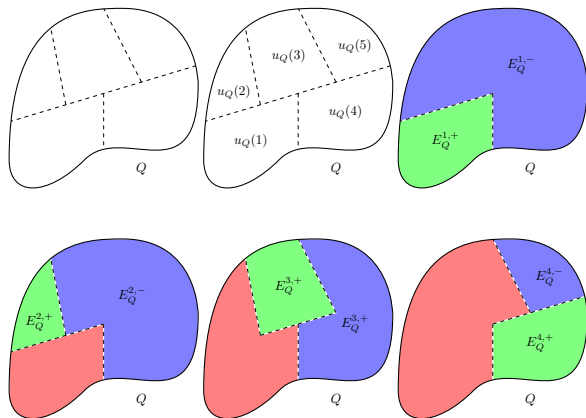 Q
u_Q(5)
u_Q(3)
u_Q(2)
u_Q(4)
u_Q(1)
Q
E_Q^{1,-}
E_Q^{1,+}
Q
E_Q^{2,-}
E_Q^{2,+}
Q
E_Q^{3,+}
E_Q^{3,+}
Q
E_Q^{4,-}
E_Q^{4,+}
Q